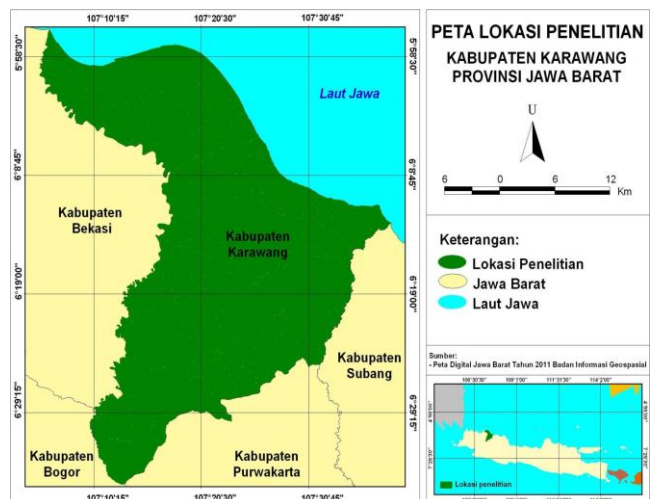 107°10'15"
107°20'30"
107°30'45"
5°58'30"
5°58'30"
Laut Jawa
6°8'45"
6°8'45"
Kabupaten
Bekasi
Kabupaten
Karawang
6°19'00"
6°19'00"
Kabupaten
Subang
6°29'15"
6°29'15"
Kabupaten
Bogor
Kabupaten
Purwakarta
107°10'15"
107°20'30"
107°30'45"
PETA LOKASI PENELITIAN
KABUPATEN KARAWANG
PROVINSI JAWA BARAT
U
6 0 6 12
Km
Keterangan:
Lokasi Penelitian
Jawa Barat
Laut Jawa
Sumber:
- Peta Digital Jawa Barat Tahun 2011 Badan Informasi Geospasial
Lokasi penelitian